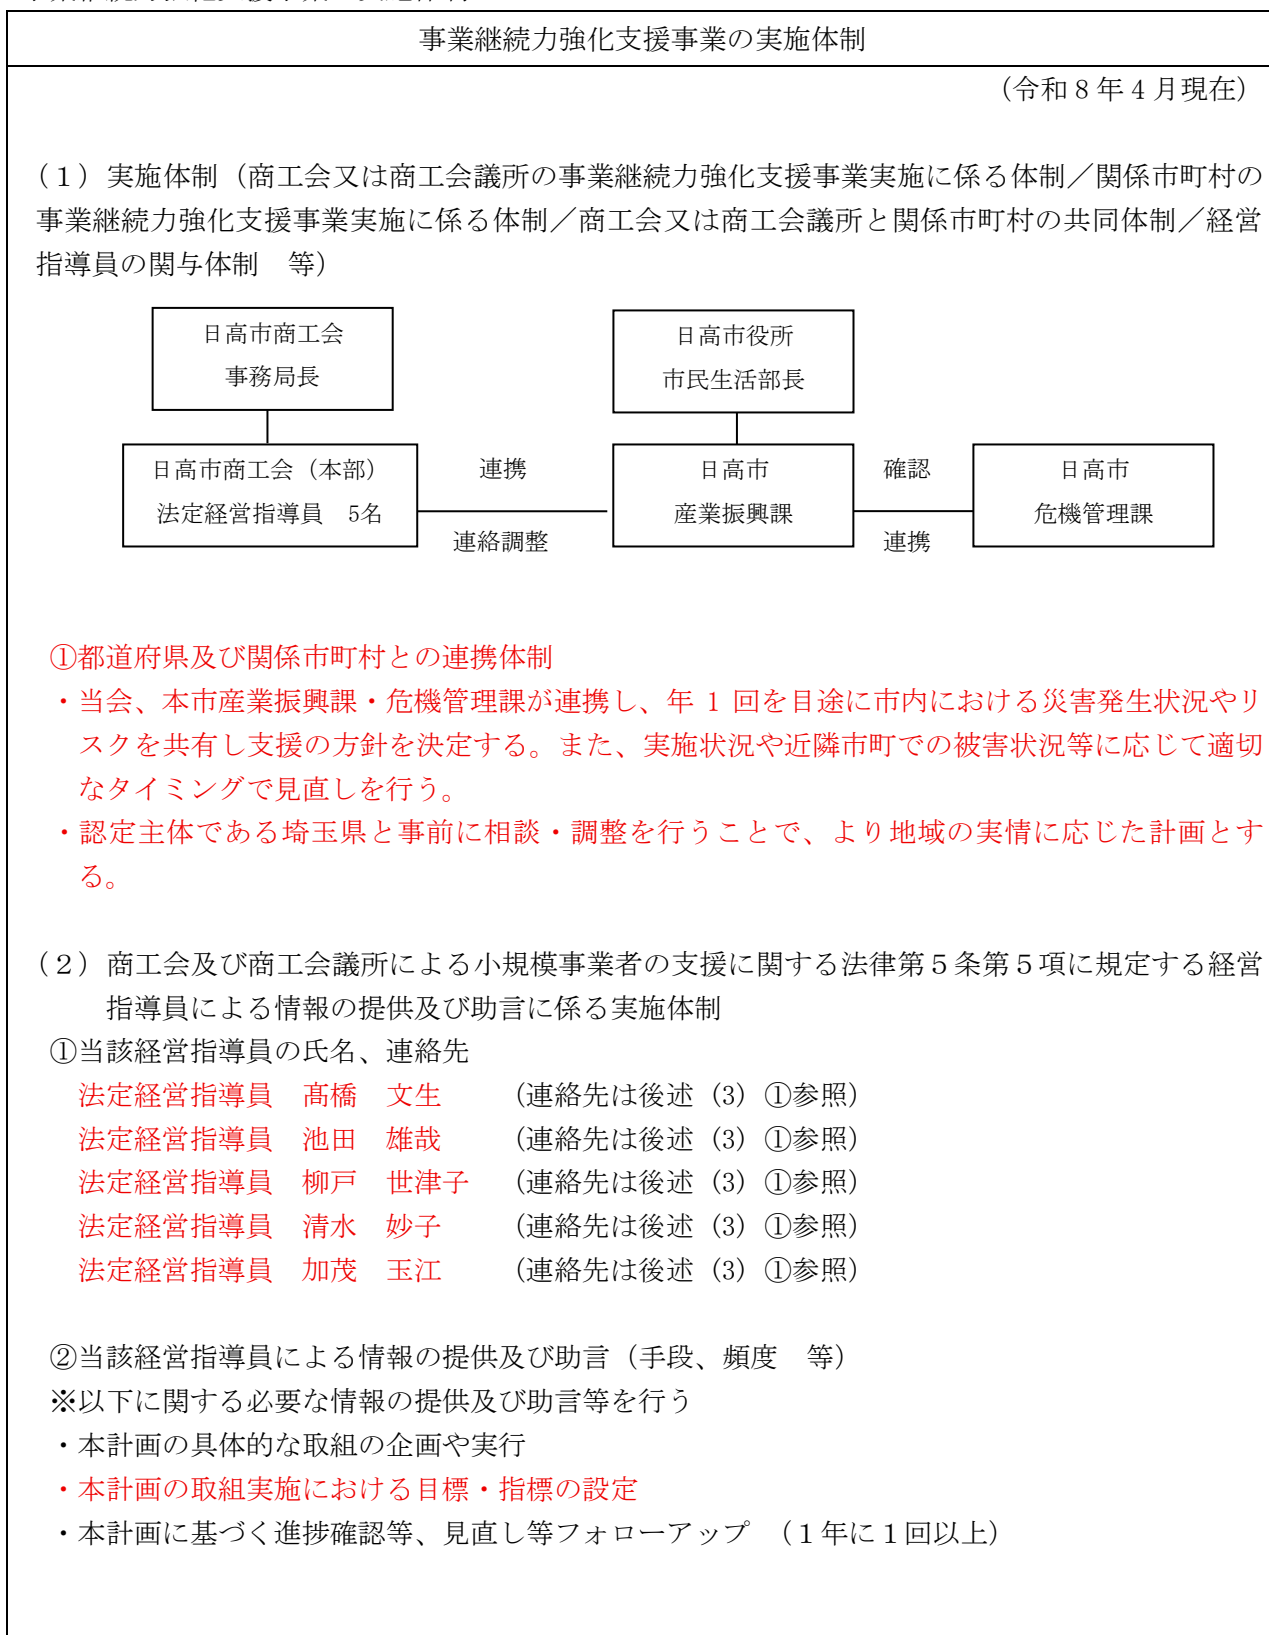 事業継続力強化支援事業の実施体制
（令和８年４月現在）
（１）実施体制（商工会又は商工会議所の事業継続力強化支援事業実施に係る体制／関係市町村の
事業継続力強化支援事業実施に係る体制／商工会又は商工会議所と関係市町村の共同体制／経営
指導員の関与体制　等）
日高市商工会
事務局長
日高市役所
市民生活部長
日高市商工会（本部）
法定経営指導員　5名
連携
連絡調整
日高市
産業振興課
確認
連携
日高市
危機管理課
①都道府県及び関係市町村との連携体制
・当会、本市産業振興課・危機管理課が連携し、年 1 回を目途に市内における災害発生状況やリ
スクを共有し支援の方針を決定する。また、実施状況や近隣市町での被害状況等に応じて適切
なタイミングで見直しを行う。
・認定主体である埼玉県と事前に相談・調整を行うことで、より地域の実情に応じた計画とす
る。
（２）商工会及び商工会議所による小規模事業者の支援に関する法律第５条第５項に規定する経営
指導員による情報の提供及び助言に係る実施体制
①当該経営指導員の氏名、連絡先
法定経営指導員　髙橋　文生　　（連絡先は後述（3）①参照）
法定経営指導員　池田　雄哉　　（連絡先は後述（3）①参照）
法定経営指導員　柳戸　世津子　（連絡先は後述（3）①参照）
法定経営指導員　清水　妙子　　（連絡先は後述（3）①参照）
法定経営指導員　加茂　玉江　　（連絡先は後述（3）①参照）
②当該経営指導員による情報の提供及び助言（手段、頻度　等）
※以下に関する必要な情報の提供及び助言等を行う
・本計画の具体的な取組の企画や実行
・本計画の取組実施における目標・指標の設定
・本計画に基づく進捗確認等、見直し等フォローアップ　（１年に１回以上）